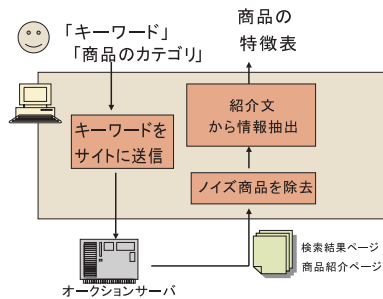 「キーワード」
「商品のカテゴリ」
商品の
特徴表
キーワードを
サイトに送信
紹介文
から情報抽出
ノイズ商品を除去
オークションサーバ
検索結果ページ
商品紹介ページ